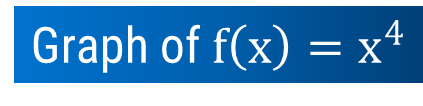 Graph of f(x) = x⁴